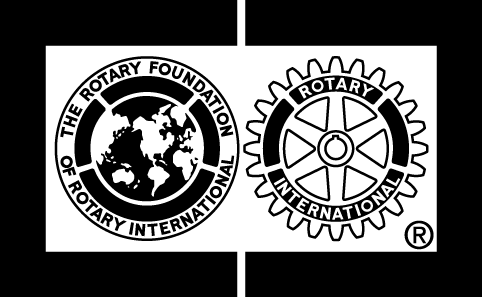 THE ROTARY FOUNDATION
OF ROTARY INTERNATIONAL
ROTARY
INTERNATIONAL
®